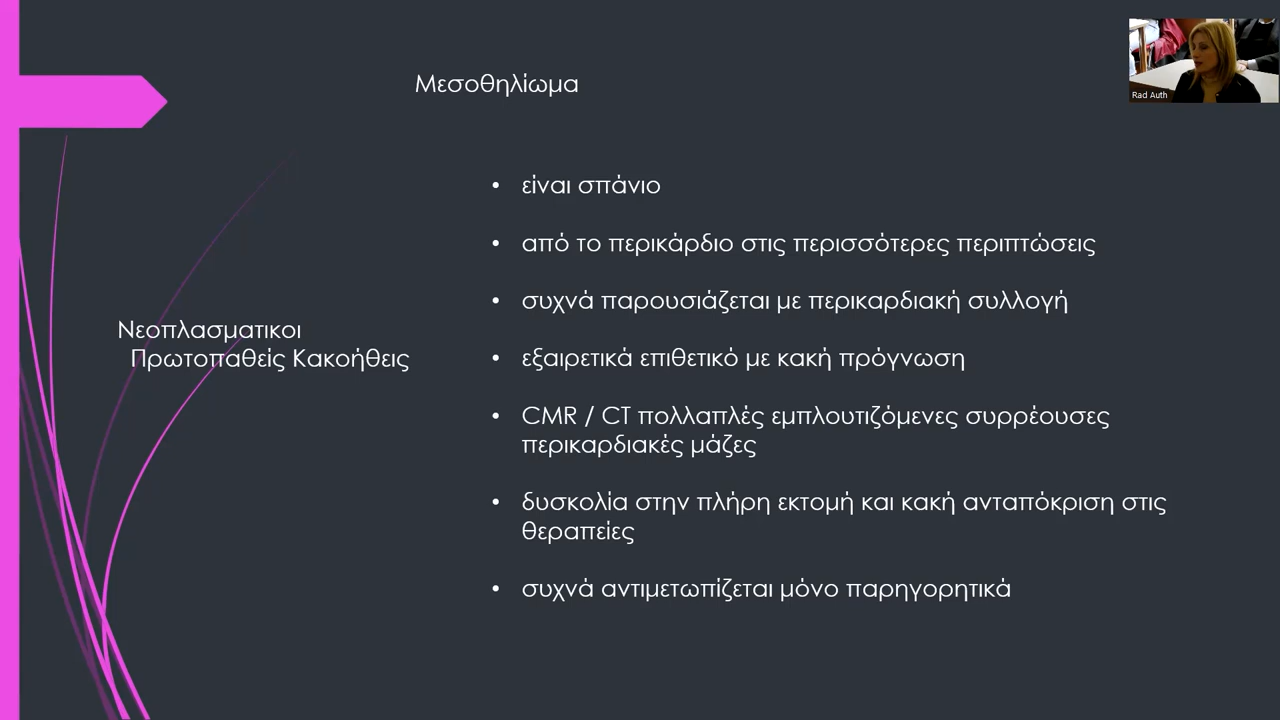 Μεσοθηλίωμα
Rad Auth
Νεοπλασματικοι
Πρωτοπαθείς Κακοήθεις
• είναι σπάνιο
• από το περικάρδιο στις περισσότερες περιπτώσεις
• συχνά παρουσιάζεται με περικαρδιακή συλλογή
• εξαιρετικά επιθετικό με κακή πρόγνωση
• CMR / CT πολλαπλές εμπλουτιζόμενες συρρέουσες
περικαρδιακές μάζες
• δυσκολία στην πλήρη εκτομή και κακή ανταπόκριση στις
θεραπείες
• συχνά αντιμετωπίζεται μόνο παρηγορητικά